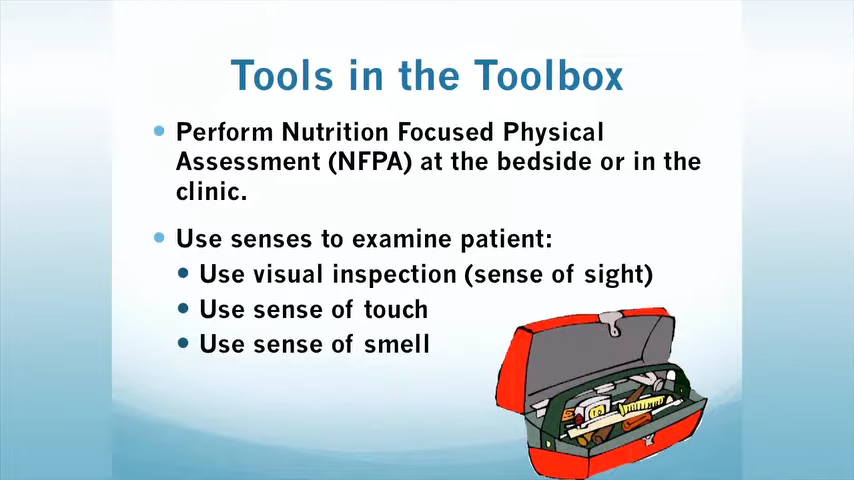 Tools in the Toolbox
• Perform Nutrition Focused Physical
Assessment (NFPA) at the bedside or in the
clinic.
• Use senses to examine patient:
• Use visual inspection (sense of sight)
• Use sense of touch
• Use sense of smell